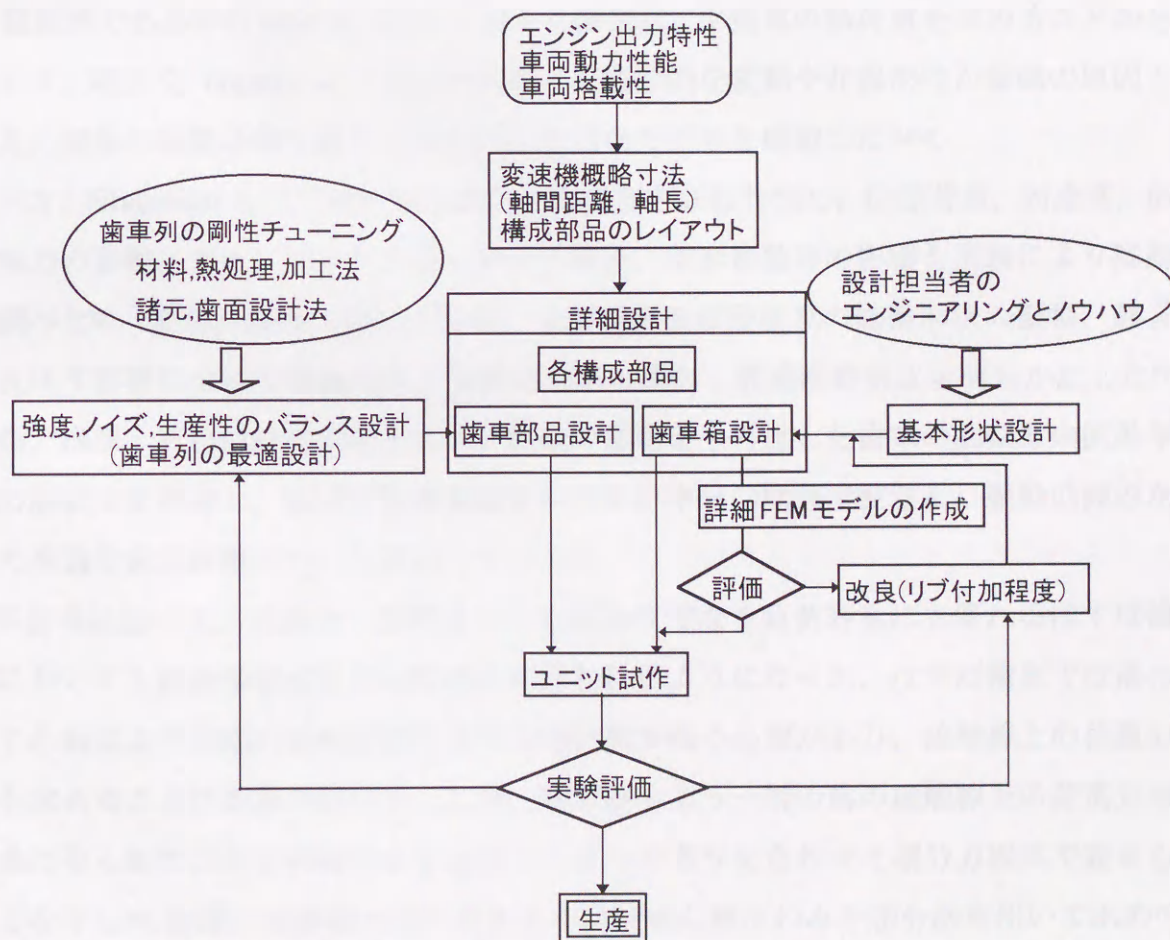 エンジン出力特性
車両動力性能
車両搭載性
変速機概略寸法
(軸間距離, 軸長)
構成部品のレイアウト
歯車列の剛性チューニング
材料,熱処理,加工法
諸元,歯面設計法
設計担当者の
エンジニアリングとノウハウ
詳細設計
各構成部品
強度,ノイズ,生産性のバランス設計
(歯車列の最適設計)
歯車部品設計
歯車箱設計
基本形状設計
詳細FEMモデルの作成
評価
改良(リブ付加程度)
ユニット試作
実験評価
生産